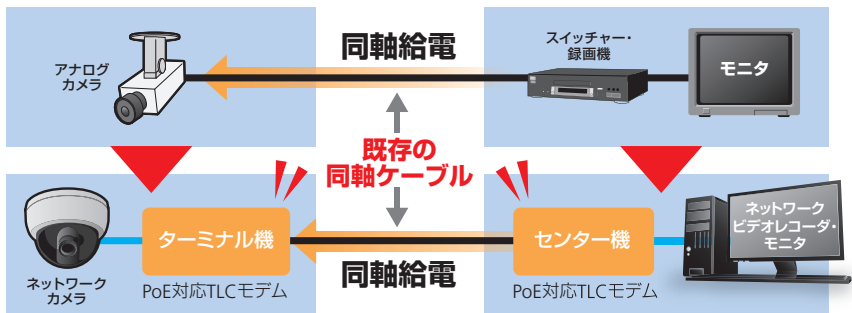 同軸給電
スイッチャー・
録画機
モニタ
アナログ
カメラ
既存の
同軸ケーブル
ターミナル機
センター機
ネットワーク
ビデオレコーダ・
モニタ
同軸給電
ネットワーク
カメラ
PoE対応TLCモデム
PoE対応TLCモデム